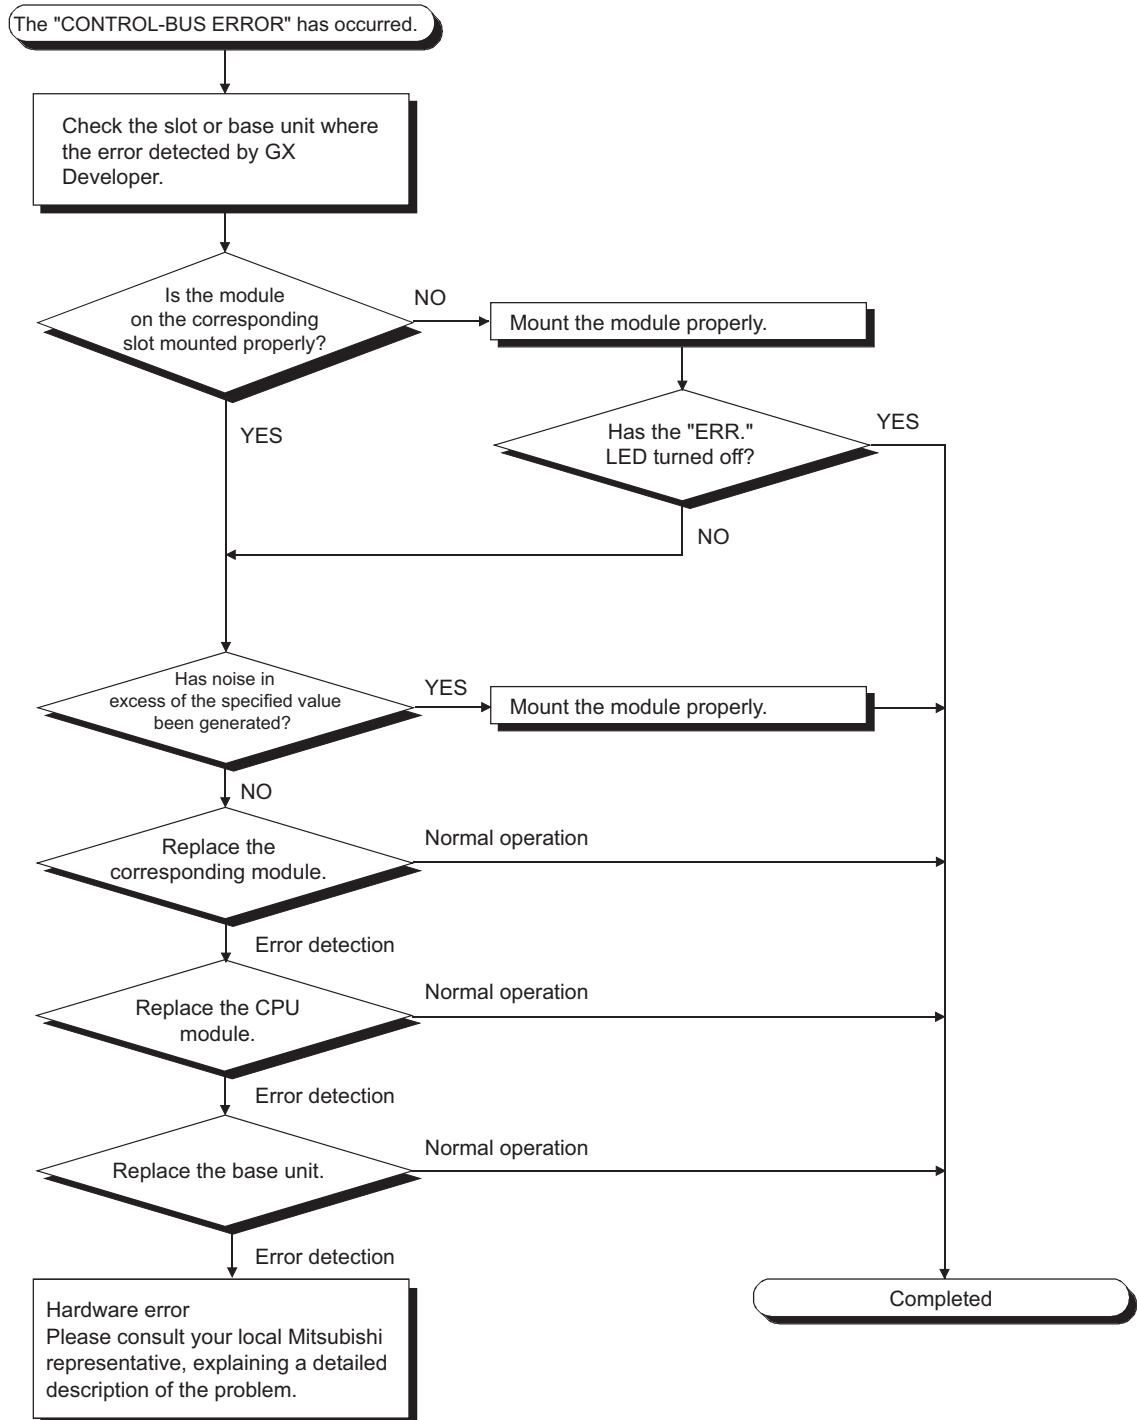 The "CONTROL-BUS ERROR" has occurred.
Check the slot or base unit where
the error detected by GX
Developer.
Is the module
on the corresponding
slot mounted properly?
NO
Mount the module properly.
YES
Has the "ERR."
LED turned off?
YES
NO
Has noise in
excess of the specified value
been generated?
YES
Mount the module properly.
NO
Replace the
corresponding module.
Normal operation
Error detection
Replace the CPU
module.
Normal operation
Error detection
Replace the base unit.
Normal operation
Error detection
Hardware error
Please consult your local Mitsubishi
representative, explaining a detailed
description of the problem.
Completed